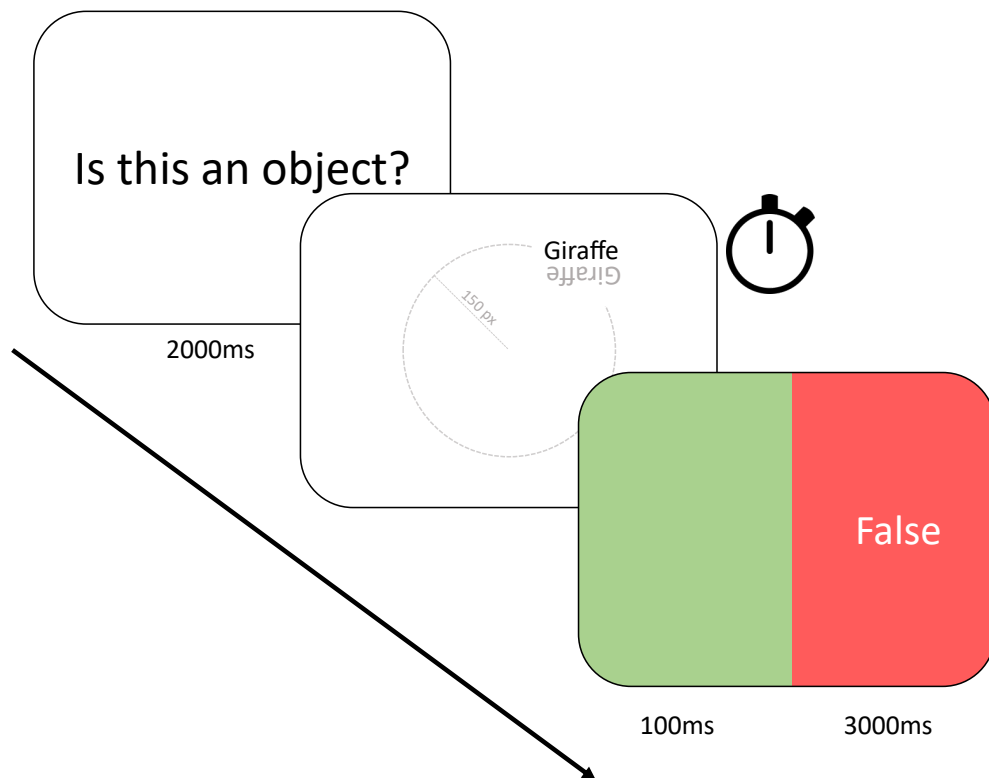 Is this an object?
2000ms
Giraffe
Giraffe
150 px
False
100ms
3000ms